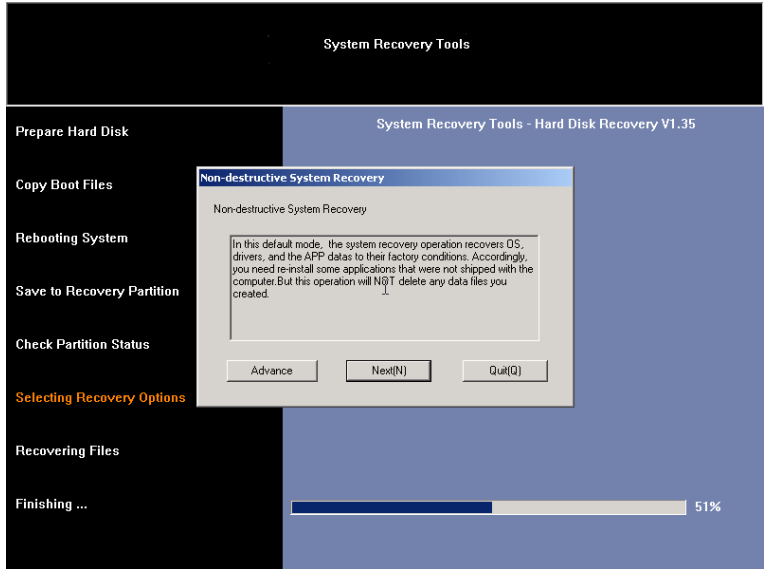 System Recovery Tools
System Recovery Tools - Hard Disk Recovery V1.35
Prepare Hard Disk
Copy Boot Files
Rebooting System
Save to Recovery Partition
Check Partition Status
Selecting Recovery Options
Recovering Files
Finishing ...
Non-destructive System Recovery
Non-destructive System Recovery
In this default mode,  the system recovery operation recovers OS,
drivers, and the APP datas to their factory conditions. Accordingly,
you need re-install some applications that were not shipped with the
computer.But this operation will NOT delete any data files you
created.
Advance
Next(N)
Quit(Q)
51%